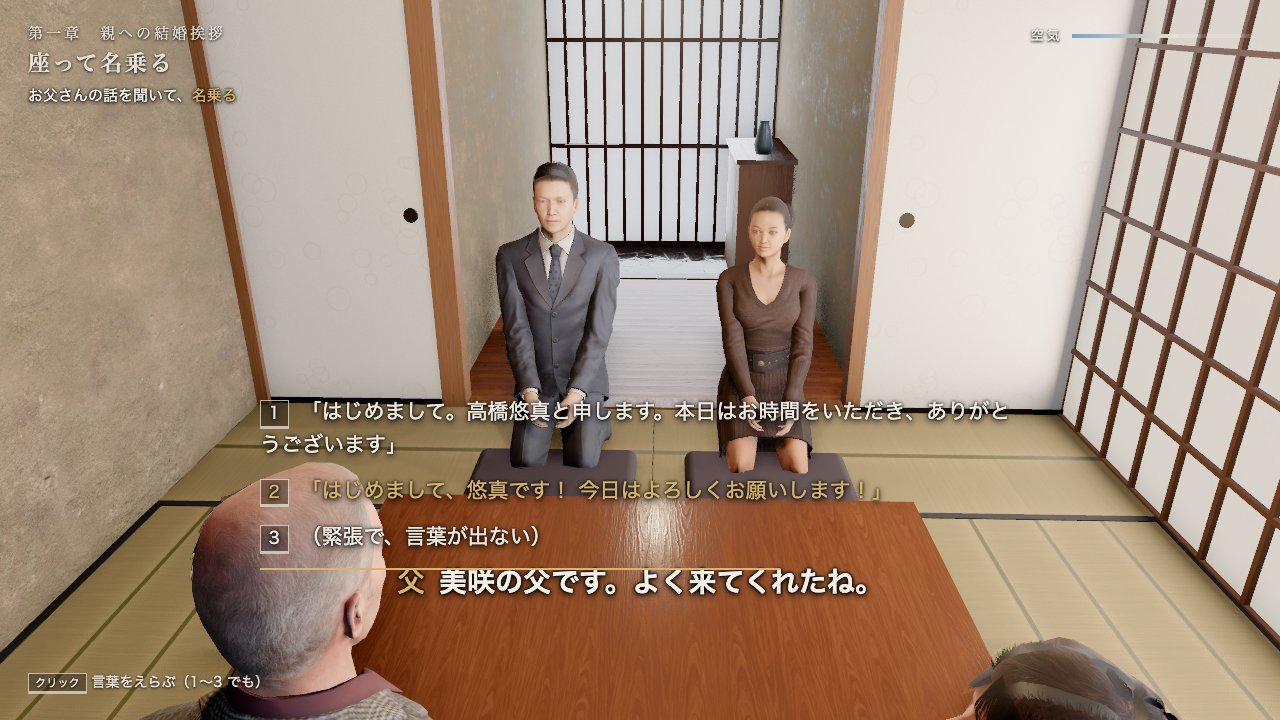 第一章　親への結婚挨拶
座って名乗る
お父さんの話を聞いて、名乗る
空気
1 「はじめまして。高橋悠真と申します。本日はお時間をいただき、ありがと
うございます」
2 「はじめまして、悠真です！ 今日はよろしくお願いします！」
3 （緊張で、言葉が出ない）
父 美咲の父です。よく来てくれたね。
クリック 言葉をえらぶ（1〜3 でも）